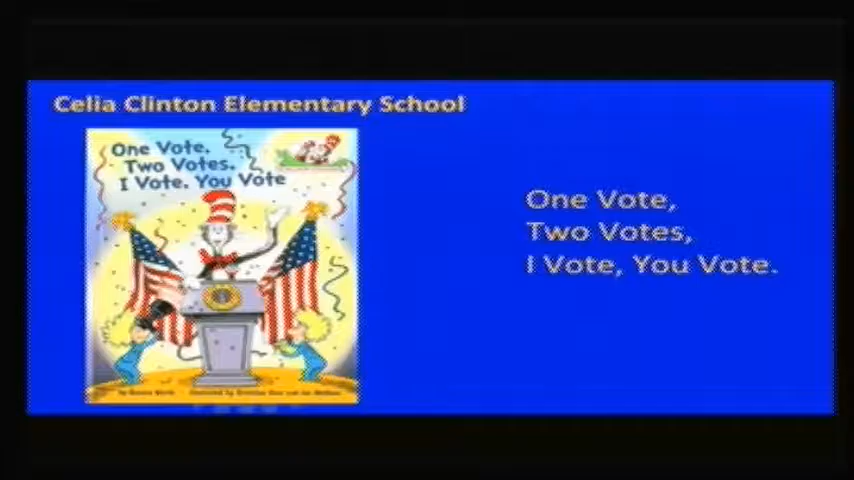 Celia Clinton Elementary School
One Vote,
Two Votes,
I Vote, You Vote
One Vote,
Two Votes,
I Vote, You Vote.